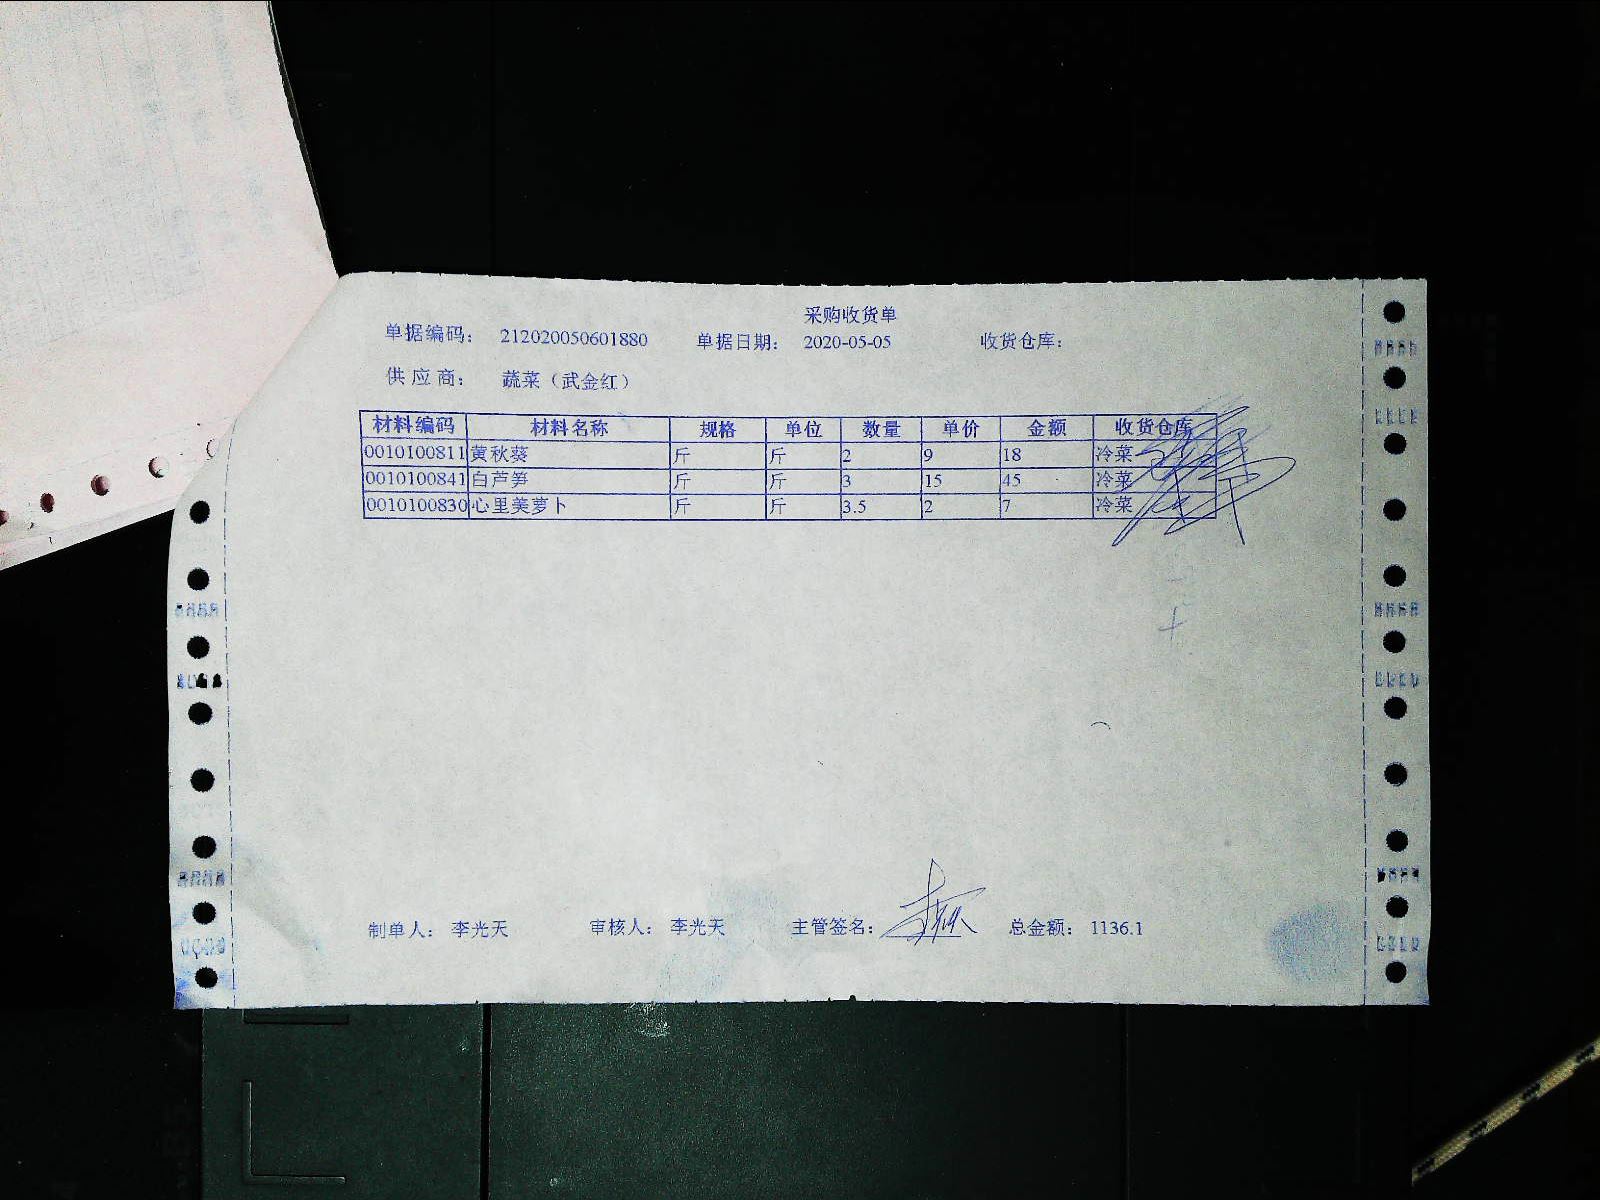 采购收货单
单据编码： 212020050601880 单据日期： 2020-05-05 收货仓库：
供应商： 蔬菜（武金红）
材料编码 材料名称 规格 单位 数量 单价 金额 收货仓库
0010100811 黄秋葵 斤 斤 2 9 18 冷菜
0010100841 白芦笋 斤 斤 3 15 45 冷菜
0010100830 心里美萝卜 斤 斤 3.5 2 7 冷菜
制单人： 李光天 审核人： 李光天 主管签名： 总金额： 1136.1